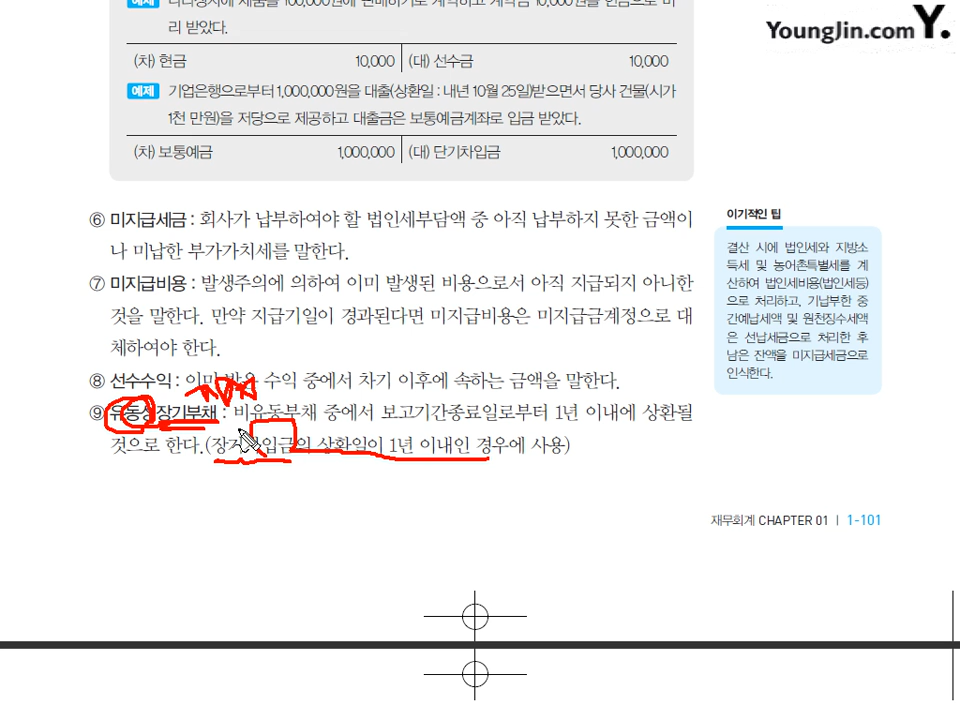 YoungJin.com Y.
예제
리 받았다.
(차) 현금 10,000 (대) 선수금 10,000
예제 기업은행으로부터 1,000,000원을 대출(상환일 : 내년 10월 25일)받으면서 당사 건물(시가
1천 만원)을 저당으로 제공하고 대출금은 보통예금계좌로 입금 받았다.
(차) 보통예금 1,000,000 (대) 단기차입금 1,000,000
⑥ 미지급세금 : 회사가 납부하여야 할 법인세부담액 중 아직 납부하지 못한 금액이
나 미납한 부가가치세를 말한다.
⑦ 미지급비용 : 발생주의에 의하여 이미 발생된 비용으로서 아직 지급되지 아니한
것을 말한다. 만약 지급기일이 경과된다면 미지급비용은 미지급금계정으로 대
체하여야 한다.
⑧ 선수수익 : 이미 받은 수익 중에서 차기 이후에 속하는 금액을 말한다.
⑨ 유동성장기부채 : 비유동부채 중에서 보고기간종료일로부터 1년 이내에 상환될
것으로 한다.(장기차입금의 상환일이 1년 이내인 경우에 사용)
이기적인 팁
결산 시에 법인세와 지방소
득세 및 농어촌특별세를 계
산하여 법인세비용(법인세등)
으로 처리하고, 기납부한 중
간예납세액 및 원천징수세액
은 선납세금으로 처리한 후
남은 잔액을 미지급세금으로
인식한다.
재무회계 CHAPTER 01 | 1-101